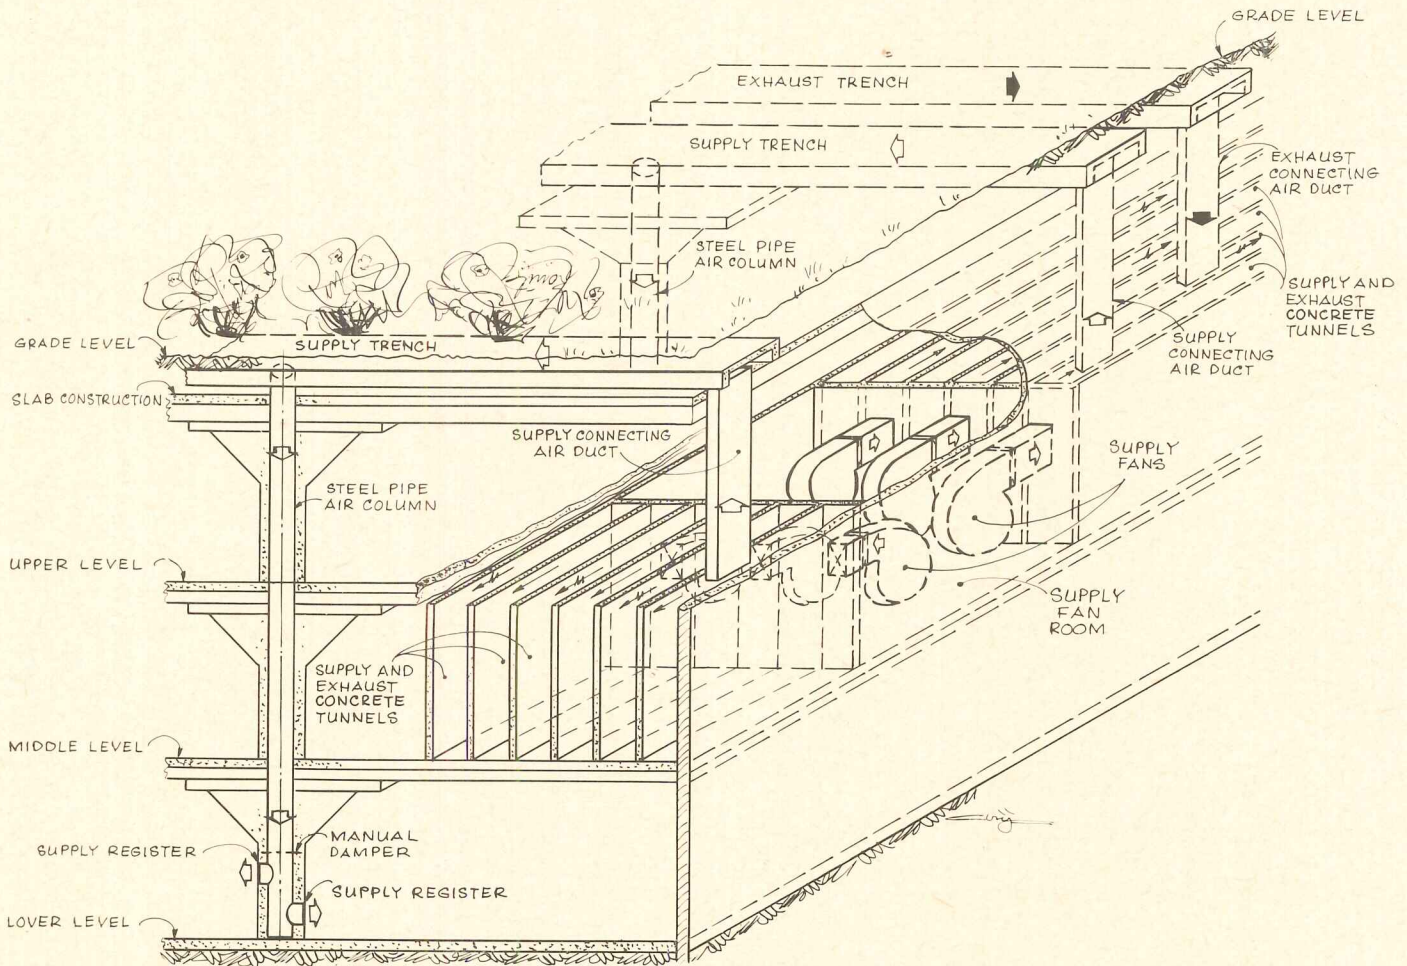 GRADE LEVEL
EXHAUST TRENCH
SUPPLY TRENCH
EXHAUST
CONNECTING
AIR DUCT
STEEL PIPE
AIR COLUMN
SUPPLY AND
EXHAUST
CONCRETE
TUNNELS
GRADE LEVEL
SUPPLY TRENCH
SUPPLY
CONNECTING
AIR DUCT
SLAB CONSTRUCTION
SUPPLY CONNECTING
AIR DUCT
SUPPLY
FANS
STEEL PIPE
AIR COLUMN
UPPER LEVEL
SUPPLY
FAN
ROOM
SUPPLY AND
EXHAUST
CONCRETE
TUNNELS
MIDDLE LEVEL
MANUAL
DAMPER
SUPPLY REGISTER
SUPPLY REGISTER
LOVER LEVEL